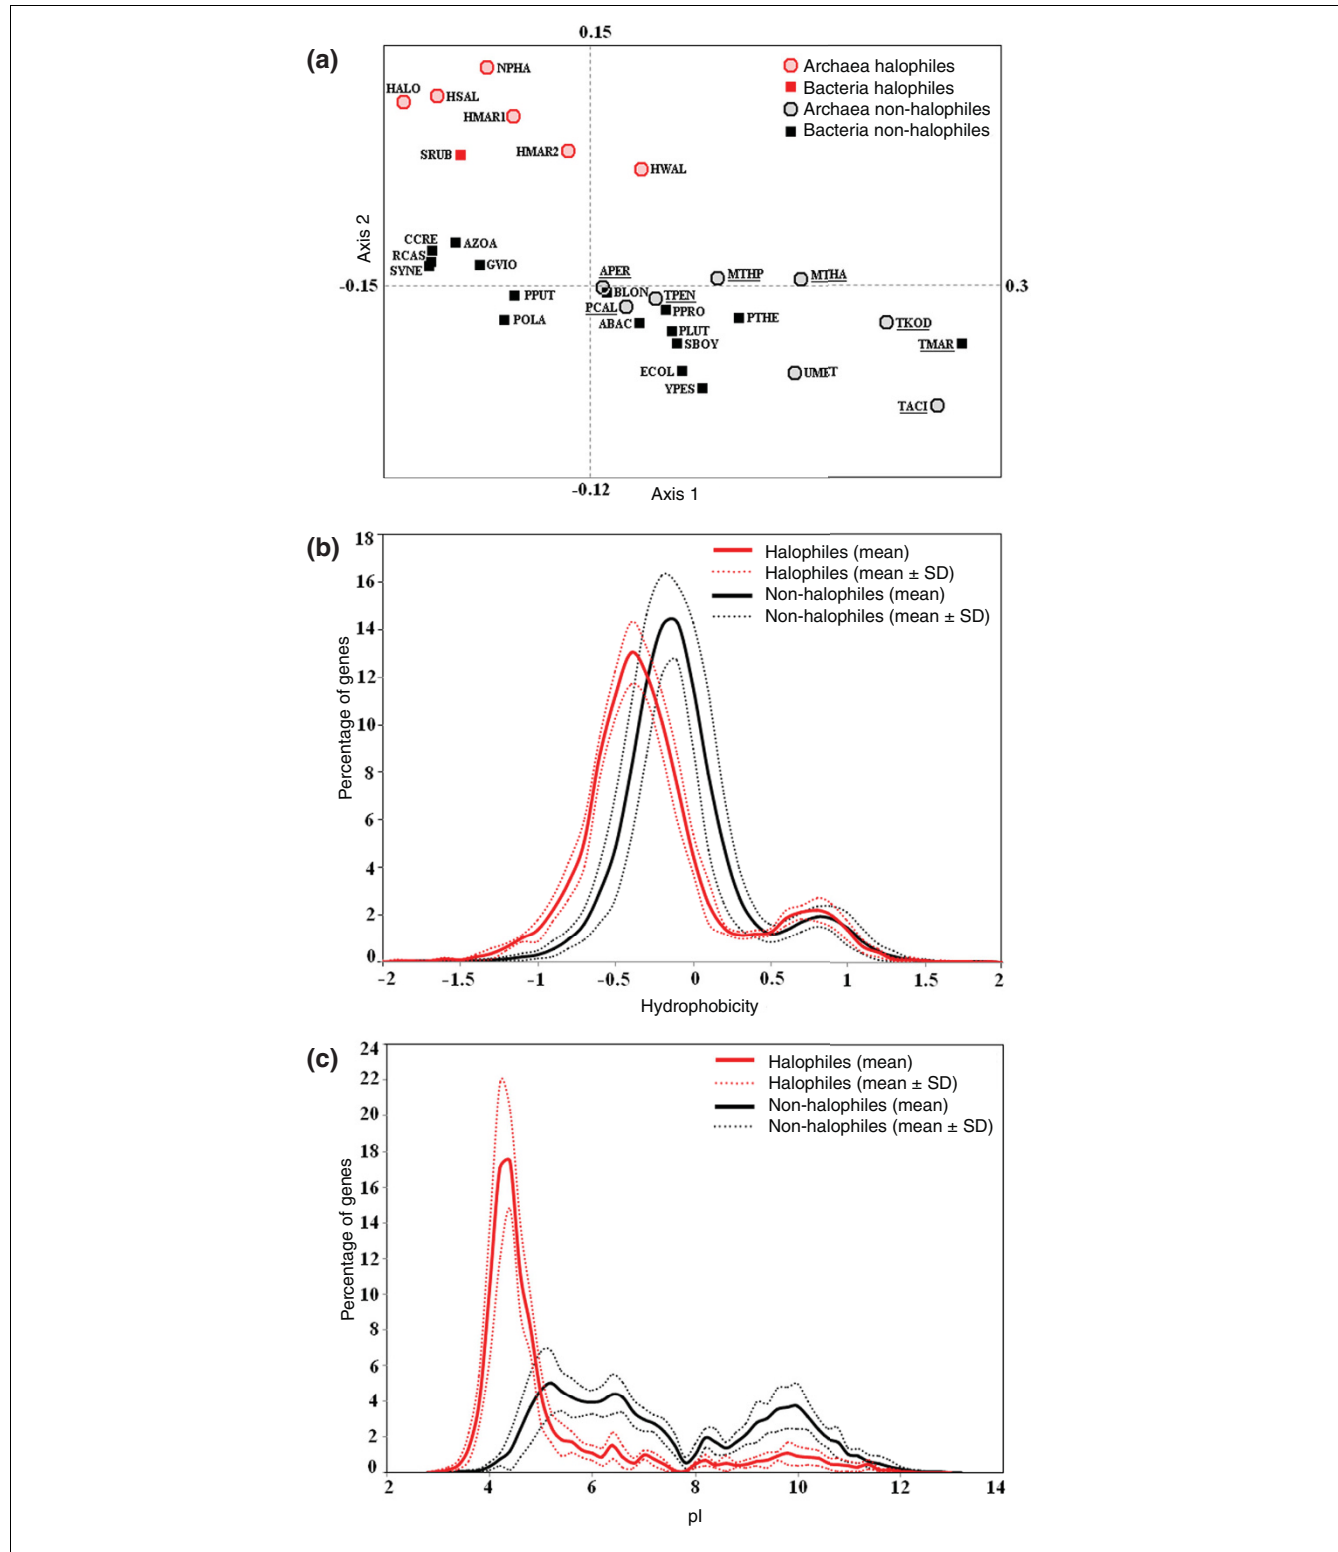 (a)
0.15
Archaea halophiles
Bacteria halophiles
Archaea non-halophiles
Bacteria non-halophiles
NPHA
HALO
HSAL
HMAR1
SRUB
HMAR2
HWAL
Axis 2
CCRE
AZOA
RCAS
SYNE
GVIO
APER
MTHP
MTHA
-0.15
0.3
PPUT
BLON
TPEN
PCAL
PPRO
POLA
ABAC
PTHE
TKOD
PLUT
SBOY
TMAR
ECOL
UMET
YPES
TACI
-0.12
Axis 1
(b)
18
16
14
12
10
8
6
4
2
0
Percentage of genes
Halophiles (mean)
Halophiles (mean ± SD)
Non-halophiles (mean)
Non-halophiles (mean ± SD)
-2 -1.5 -1 -0.5 0 0.5 1 1.5 2
Hydrophobicity
(c)
24
22
20
18
16
14
12
10
8
6
4
2
0
Percentage of genes
Halophiles (mean)
Halophiles (mean ± SD)
Non-halophiles (mean)
Non-halophiles (mean ± SD)
2 4 6 8 10 12 14
pI